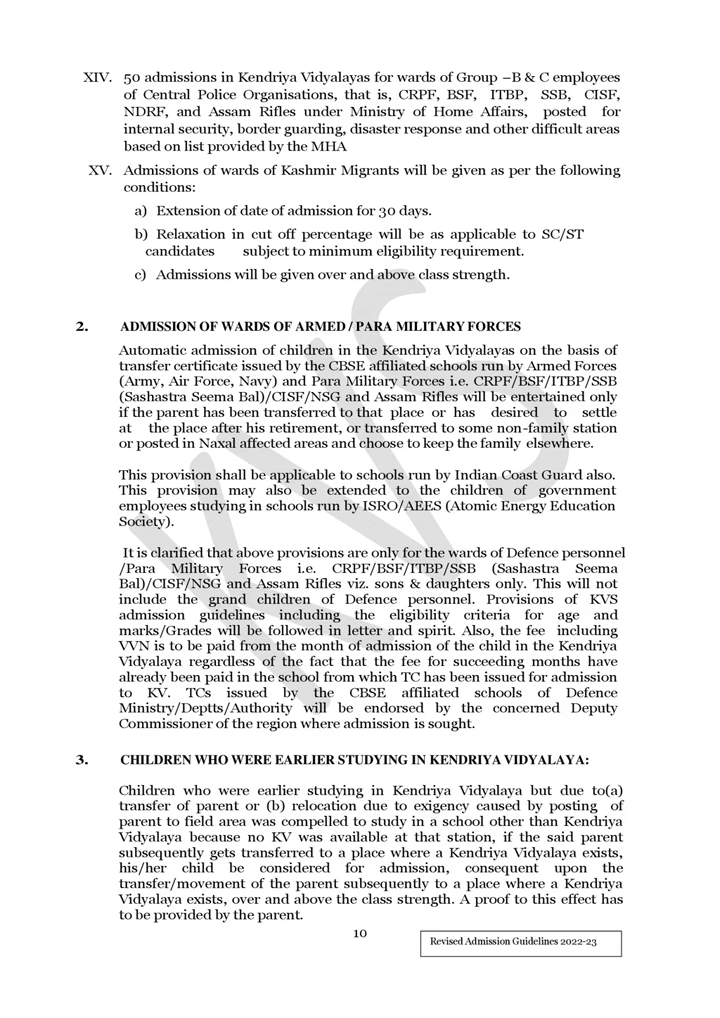 XIV. 50 admissions in Kendriya Vidyalayas for wards of Group –B & C employees
of Central Police Organisations, that is, CRPF, BSF, ITBP, SSB, CISF,
NDRF, and Assam Rifles under Ministry of Home Affairs, posted for
internal security, border guarding, disaster response and other difficult areas
based on list provided by the MHA
XV. Admissions of wards of Kashmir Migrants will be given as per the following
conditions:
a) Extension of date of admission for 30 days.
b) Relaxation in cut off percentage will be as applicable to SC/ST
candidates subject to minimum eligibility requirement.
c) Admissions will be given over and above class strength.
2. ADMISSION OF WARDS OF ARMED / PARA MILITARY FORCES
Automatic admission of children in the Kendriya Vidyalayas on the basis of
transfer certificate issued by the CBSE affiliated schools run by Armed Forces
(Army, Air Force, Navy) and Para Military Forces i.e. CRPF/BSF/ITBP/SSB
(Sashastra Seema Bal)/CISF/NSG and Assam Rifles will be entertained only
if the parent has been transferred to that place or has desired to settle
at the place after his retirement, or transferred to some non-family station
or posted in Naxal affected areas and choose to keep the family elsewhere.
This provision shall be applicable to schools run by Indian Coast Guard also.
This provision may also be extended to the children of government
employees studying in schools run by ISRO/AEES (Atomic Energy Education
Society).
It is clarified that above provisions are only for the wards of Defence personnel
/Para Military Forces i.e. CRPF/BSF/ITBP/SSB (Sashastra Seema
Bal)/CISF/NSG and Assam Rifles viz. sons & daughters only. This will not
include the grand children of Defence personnel. Provisions of KVS
admission guidelines including the eligibility criteria for age and
marks/Grades will be followed in letter and spirit. Also, the fee including
VVN is to be paid from the month of admission of the child in the Kendriya
Vidyalaya regardless of the fact that the fee for succeeding months have
already been paid in the school from which TC has been issued for admission
to KV. TCs issued by the CBSE affiliated schools of Defence
Ministry/Deptts/Authority will be endorsed by the concerned Deputy
Commissioner of the region where admission is sought.
3. CHILDREN WHO WERE EARLIER STUDYING IN KENDRIYA VIDYALAYA:
Children who were earlier studying in Kendriya Vidyalaya but due to(a)
transfer of parent or (b) relocation due to exigency caused by posting of
parent to field area was compelled to study in a school other than Kendriya
Vidyalaya because no KV was available at that station, if the said parent
subsequently gets transferred to a place where a Kendriya Vidyalaya exists,
his/her child be considered for admission, consequent upon the
transfer/movement of the parent subsequently to a place where a Kendriya
Vidyalaya exists, over and above the class strength. A proof to this effect has
to be provided by the parent.
10
Revised Admission Guidelines 2022-23
KVS